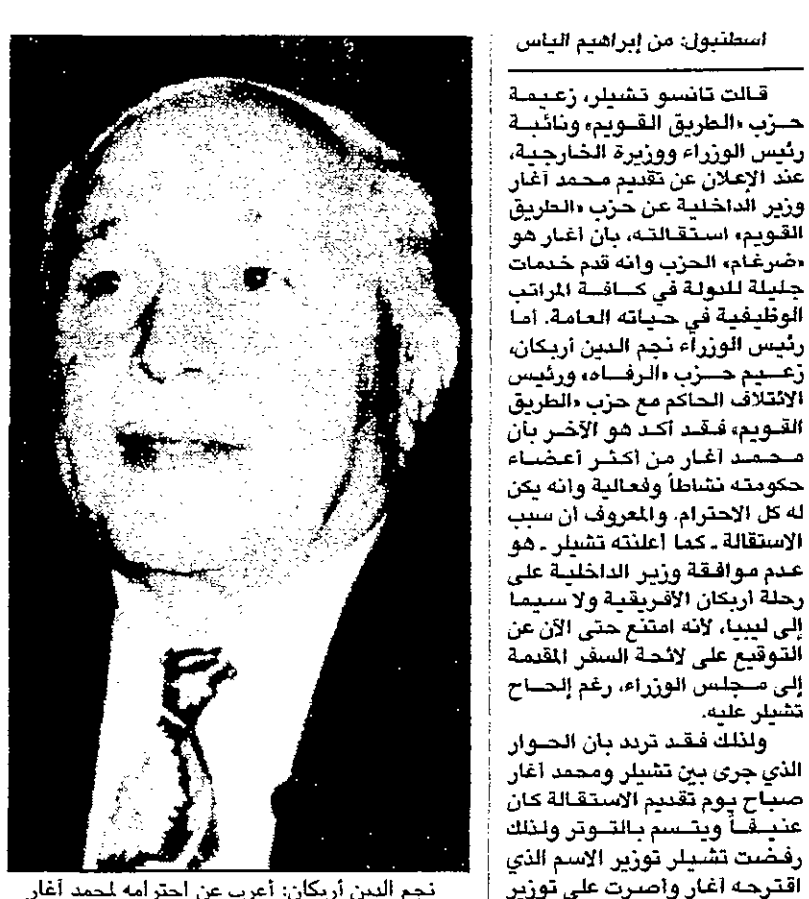 اسطنبول: من إبراهيم الياس
قالت تانسو تشيلر، زعيمة
حزب «الطريق القويم» ونائبة
رئيس الوزراء ووزيرة الخارجية،
عند الإعلان عن تقديم محمد آغار
وزير الداخلية عن حزب «الطريق
القويم» استقالته، بان آغار هو
«ضرغام» الحزب وانه قدم خدمات
جليلة للدولة في كافة المراتب
الوظيفية في حياته العامة. أما
رئيس الوزراء نجم الدين أربكان،
زعيم حزب «الرفاه» ورئيس
الائتلاف الحاكم مع حزب «الطريق
القويم» فقد أكد هو الآخر بأن
محمد آغار من اكثر أعضاء
حكومته نشاطاً وفعالية وانه يكن
له كل الاحترام. والمعروف ان سبب
الاستقالة ـ كما أعلنته تشيلر ـ هو
عدم موافقة وزير الداخلية على
رحلة أربكان الأفريقية ولا سيما
إلى ليبيا، لأنه امتنع حتى الآن عن
التوقيع على لائحة السفر المقدمة
إلى مجلس الوزراء، رغم إلحاح
تشيلر عليه.
ولذلك فقد تردد بان الحوار
الذي جرى بين تشيلر ومحمد آغار
صباح يوم تقديم الاستقالة كان
عنيفاً ويتسم بالتوتر ولذلك
رفضت تشيلر توزير الاسم الذي
اقترحه آغار وأصرت على توزير
نجم الدين أربكان: أعرب عن احترامه لمحمد آغار